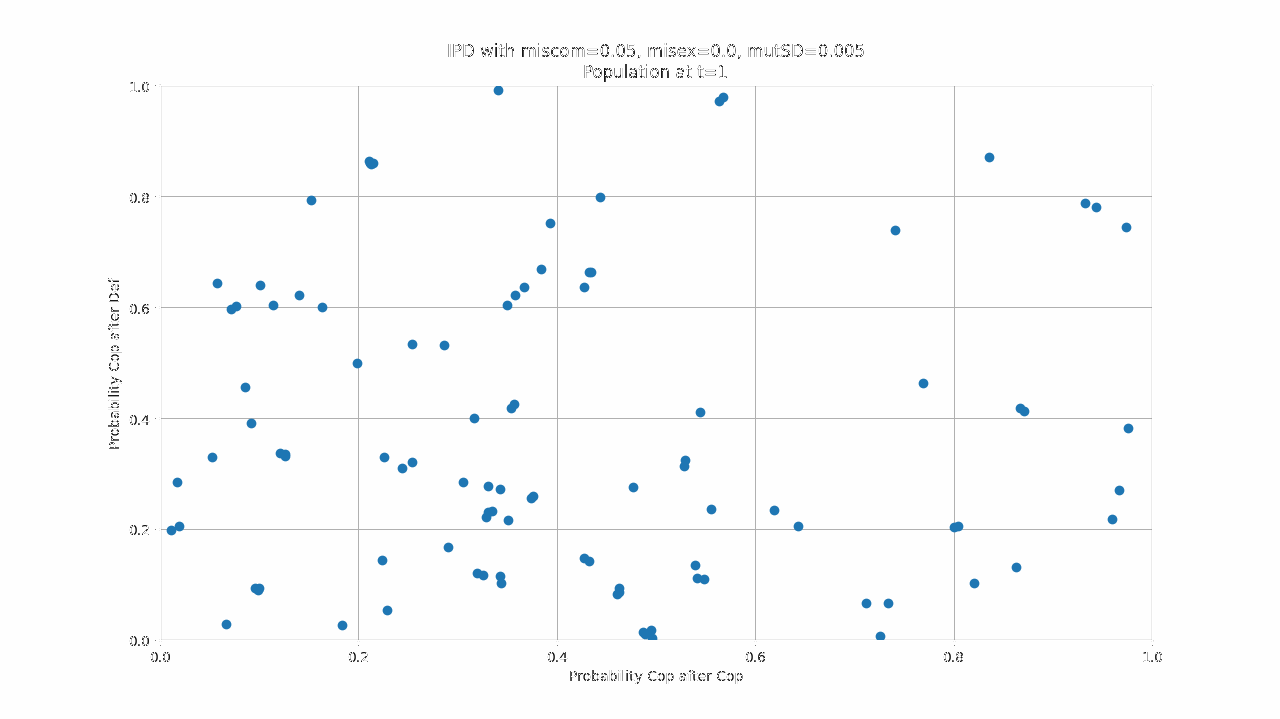 IPD with miscom=0.05, misex=0.0, mutSD=0.005
Population at t=1
1.0
0.8
0.6
0.4
0.2
0.0
Probability Cop after Def
0.0 0.2 0.4 0.6 0.8 1.0
Probability Cop after Cop